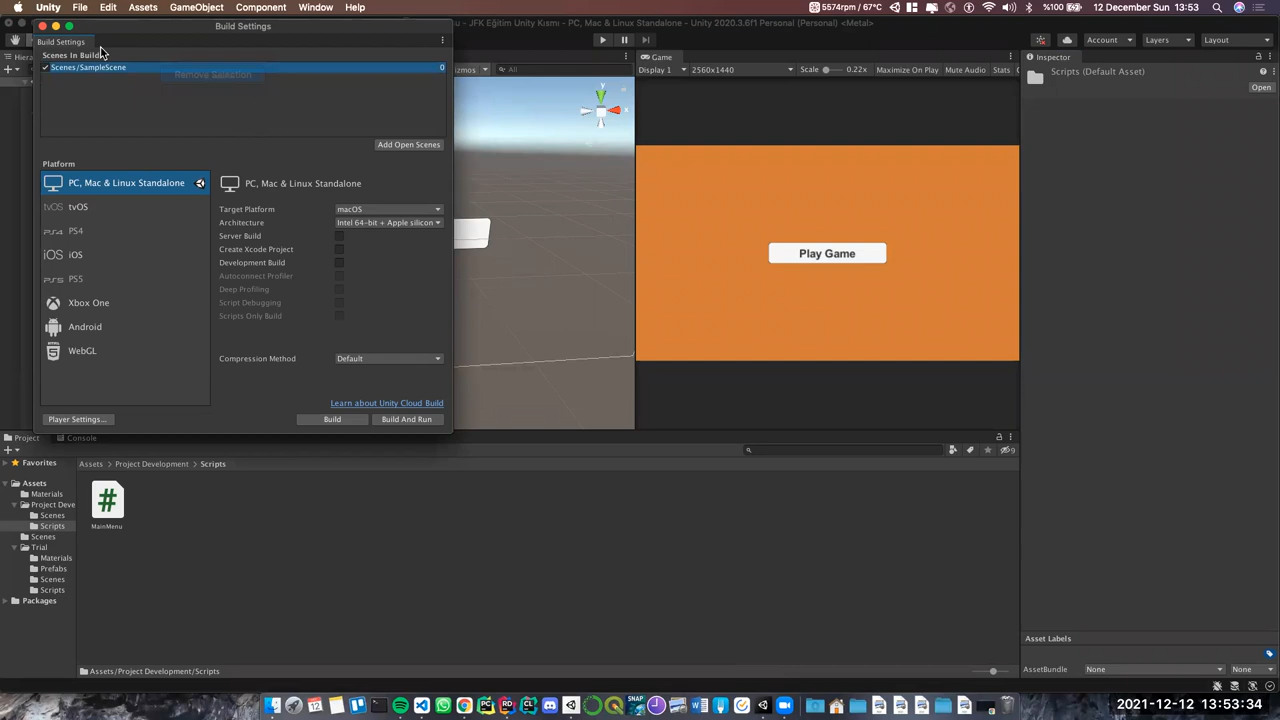 Unity File Edit Assets GameObject Component Window Help
5574rpm / 67°C
%100
12 December Sun 13:53
Build Settings
- JFK Eğitim Unity Kısmı - PC, Mac & Linux Standalone - Unity 2020.3.6f1 Personal (Personal) <Metal>
Account
Layers
Layout
Build Settings
Scenes In Build
Scenes/SampleScene 0
Remove Selection
Add Open Scenes
Platform
PC, Mac & Linux Standalone
tvOS tvOS
PS4 PS4
iOS iOS
PS5 PS5
Xbox One
Android
WebGL
PC, Mac & Linux Standalone
Target Platform macOS
Architecture Intel 64-bit + Apple silicon
Server Build
Create Xcode Project
Development Build
Autoconnect Profiler
Deep Profiling
Script Debugging
Scripts Only Build
Compression Method Default
Learn about Unity Cloud Build
Player Settings... Build Build And Run
Hiera
izmos All
Y
X
Game
Display 1 2560x1440 Scale 0.22x Maximize On Play Mute Audio Stats
Play Game
Inspector
Scripts (Default Asset)
Open
Project Console
9
Favorites
Assets
Materials
Project Deve
Scenes
Scripts
Scenes
Trial
Materials
Prefabs
Scenes
Scripts
Packages
Assets > Project Development > Scripts
#
MainMenu
Assets/Project Development/Scripts
Asset Labels
AssetBundle None None
2021-12-12 13:53:34